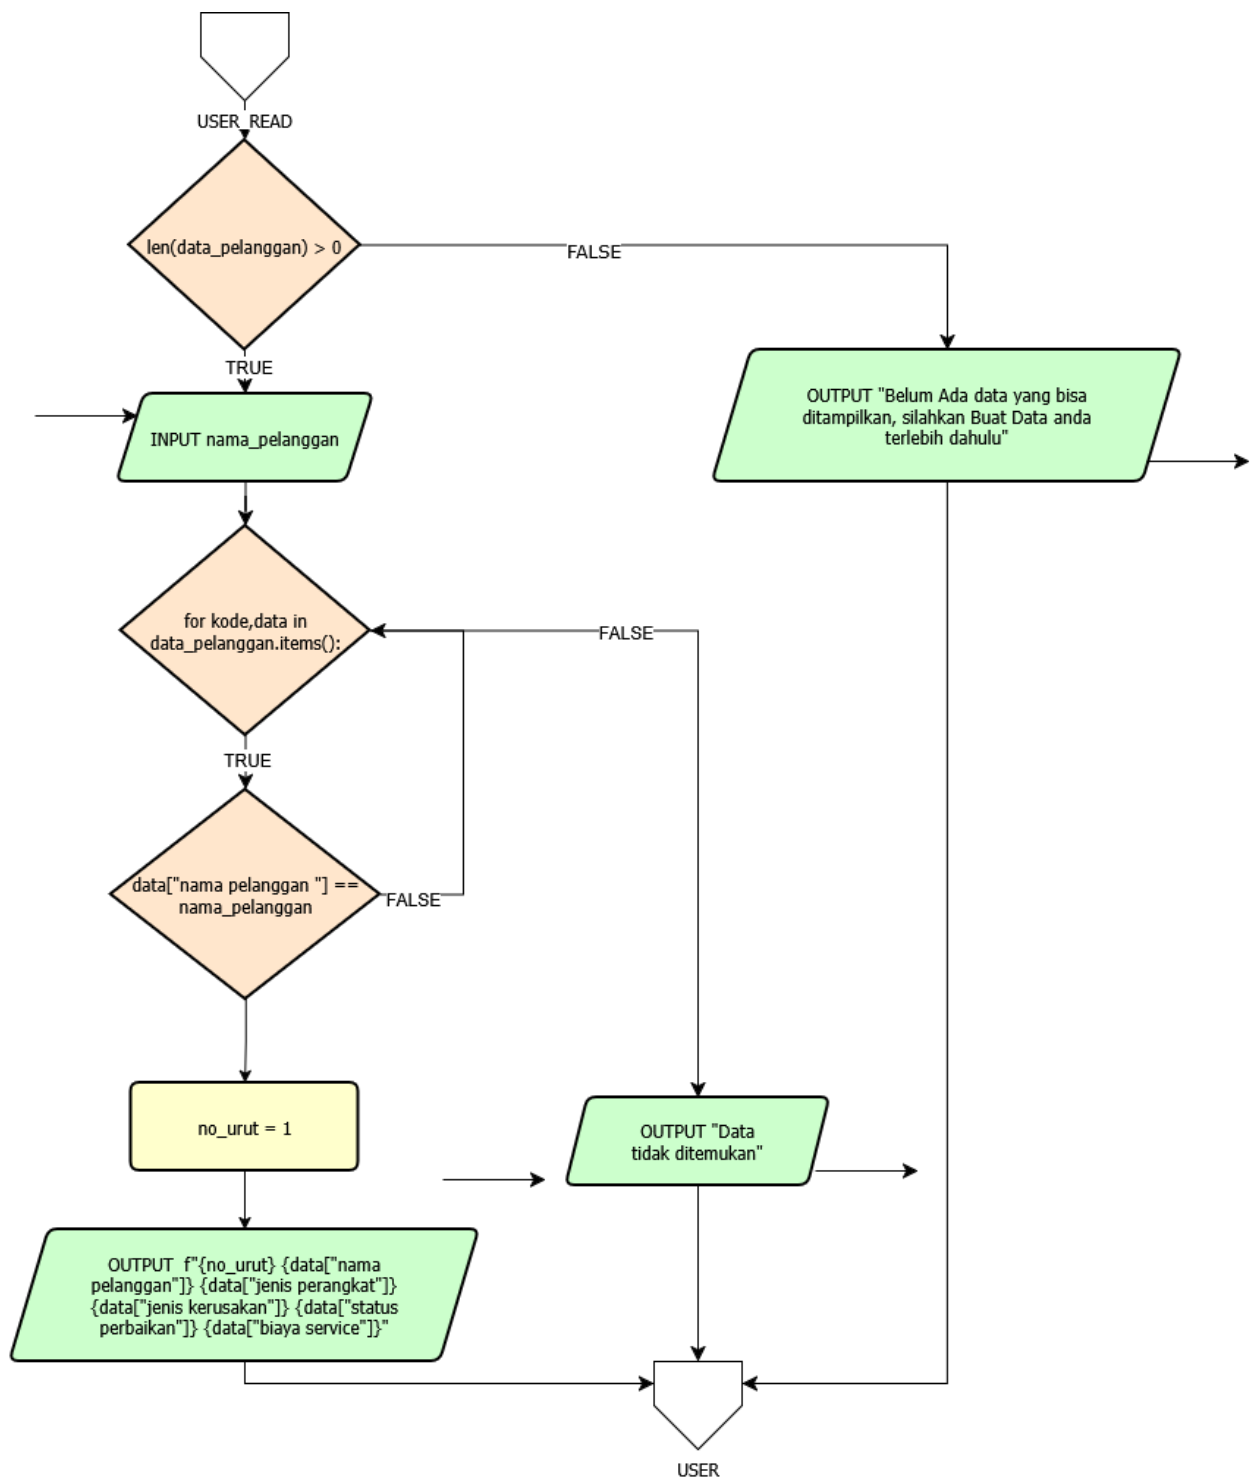 USER_READ
len(data_pelanggan) > 0
FALSE
TRUE
INPUT nama_pelanggan
OUTPUT "Belum Ada data yang bisa
ditampilkan, silahkan Buat Data anda
terlebih dahulu"
for kode,data in
data_pelanggan.items():
FALSE
TRUE
data["nama pelanggan "] ==
nama_pelanggan
FALSE
no_urut = 1
OUTPUT "Data
tidak ditemukan"
OUTPUT f"{no_urut} {data["nama
pelanggan"]} {data["jenis perangkat"]}
{data["jenis kerusakan"]} {data["status
perbaikan"]} {data["biaya service"]}"
USER